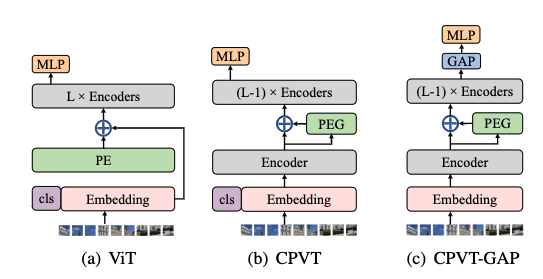 MLP
L × Encoders
PE
cls
Embedding
(a) ViT
MLP
(L-1) × Encoders
PEG
Encoder
cls
Embedding
(b) CPVT
MLP
GAP
(L-1) × Encoders
PEG
Encoder
Embedding
(c) CPVT-GAP